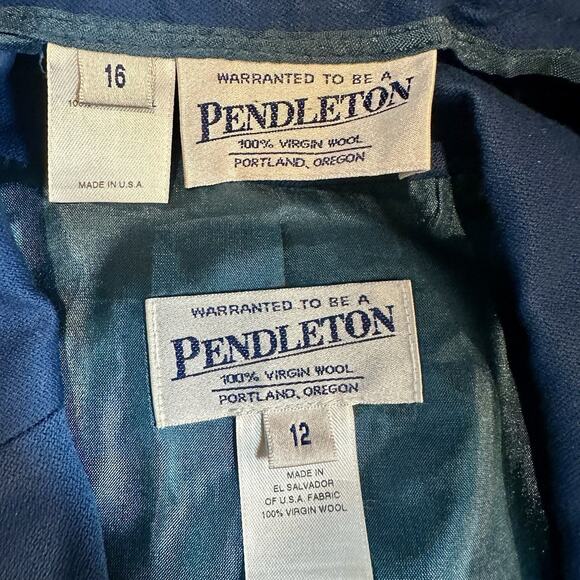 16
MADE IN U.S.A.
WARRANTED TO BE A
PENDLETON
100% VIRGIN WOOL
PORTLAND, OREGON
WARRANTED TO BE A
PENDLETON
100% VIRGIN WOOL
PORTLAND, OREGON
12
MADE IN
EL SALVADOR
OF U.S.A. FABRIC
100% VIRGIN WOOL